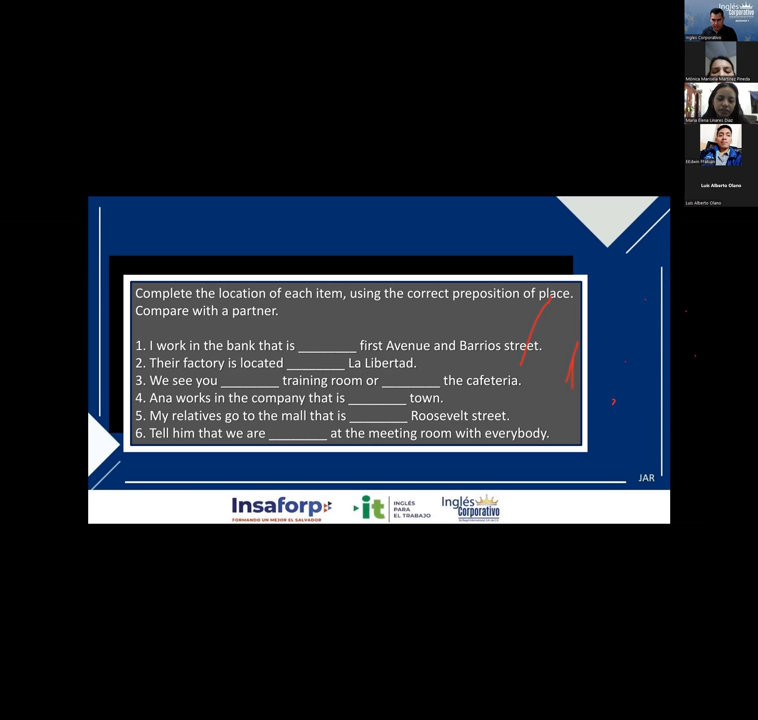 Inglés Corporativo
Ingles Corporativo
Mónica Marisela Martínez Pineda
Maria Elena Linares Diaz
Luis Alberto Olano
Luis Alberto Olano
Complete the location of each item, using the correct preposition of place.
Compare with a partner.
1. I work in the bank that is ________ first Avenue and Barrios street.
2. Their factory is located ________ La Libertad.
3. We see you ________ training room or ________ the cafeteria.
4. Ana works in the company that is ________ town.
5. My relatives go to the mall that is ________ Roosevelt street.
6. Tell him that we are ________ at the meeting room with everybody.
JAR
Insaforp
FORMANDO UN MEJOR EL SALVADOR
it
INGLÉS
PARA
EL TRABAJO
Inglés
Corporativo